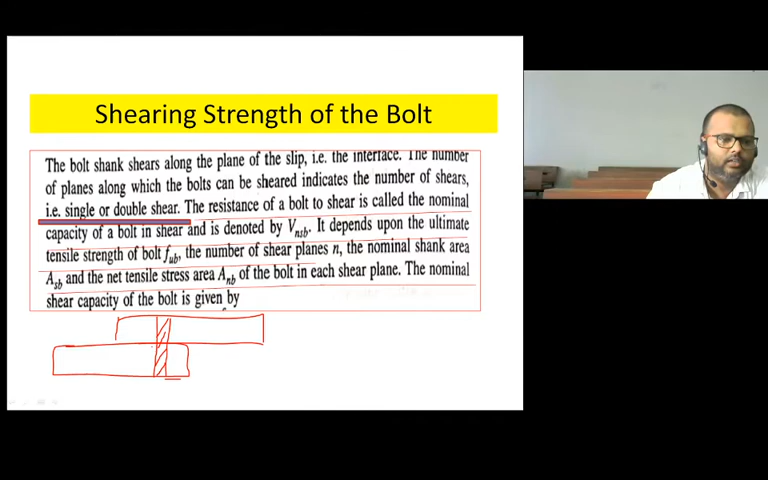 Shearing Strength of the Bolt
The bolt shank shears along the plane of the slip, i.e. the interface. The number
of planes along which the bolts can be sheared indicates the number of shears,
i.e. single or double shear. The resistance of a bolt to shear is called the nominal
capacity of a bolt in shear and is denoted by Vnsb. It depends upon the ultimate
tensile strength of bolt fub, the number of shear planes n, the nominal shank area
Asb and the net tensile stress area Anb of the bolt in each shear plane. The nominal
shear capacity of the bolt is given by